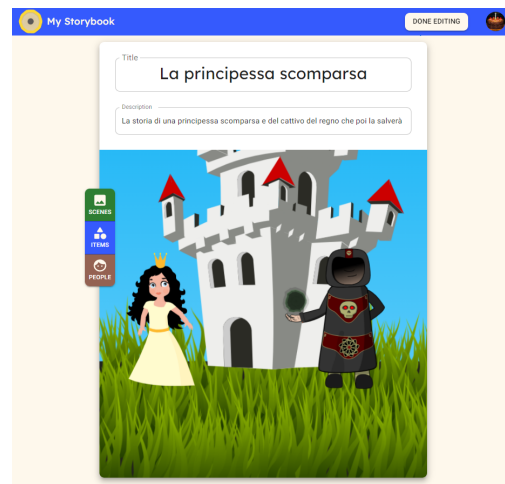 My Storybook
DONE EDITING
Title
La principessa scomparsa
Description
La storia di una principessa scomparsa e del cattivo del regno che poi la salverà
SCENES
ITEMS
PEOPLE